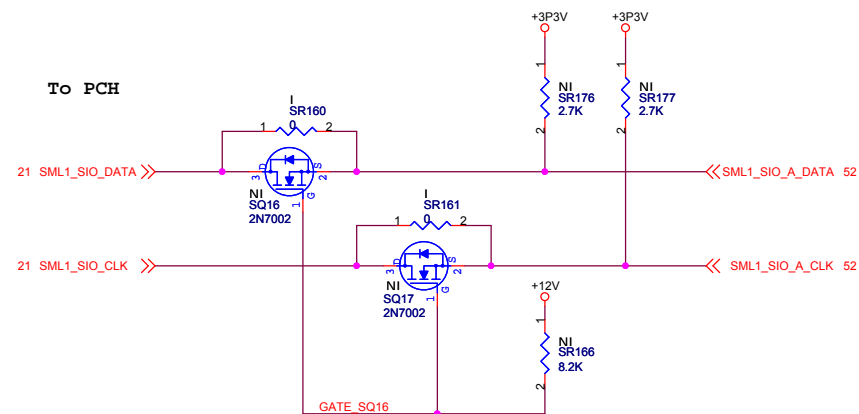 +3P3V +3P3V
1 1
To PCH
NI NI
SR176 SR177
2.7K 2.7K
I
SR160
0
1 2
2 2
21 SML1_SIO_DATA SML1_SIO_A_DATA 52
D S
3 2
NI
SQ16
2N7002
1 G
I
SR161
0
1 2
21 SML1_SIO_CLK SML1_SIO_A_CLK 52
D S
3 2
NI
SQ17
2N7002
1 G
+12V
1
NI
SR166
8.2K
2
GATE_SQ16